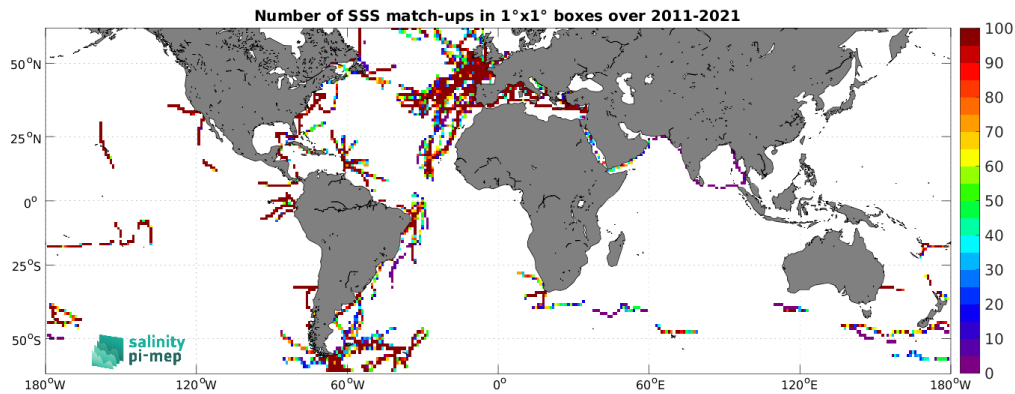 Number of SSS match-ups in 1°x1° boxes over 2011-2021
100
90
80
70
60
50
40
30
20
10
0
50°N
25°N
0°
25°S
50°S
salinity
pi-mep
180°W 120°W 60°W 0° 60°E 120°E 180°W